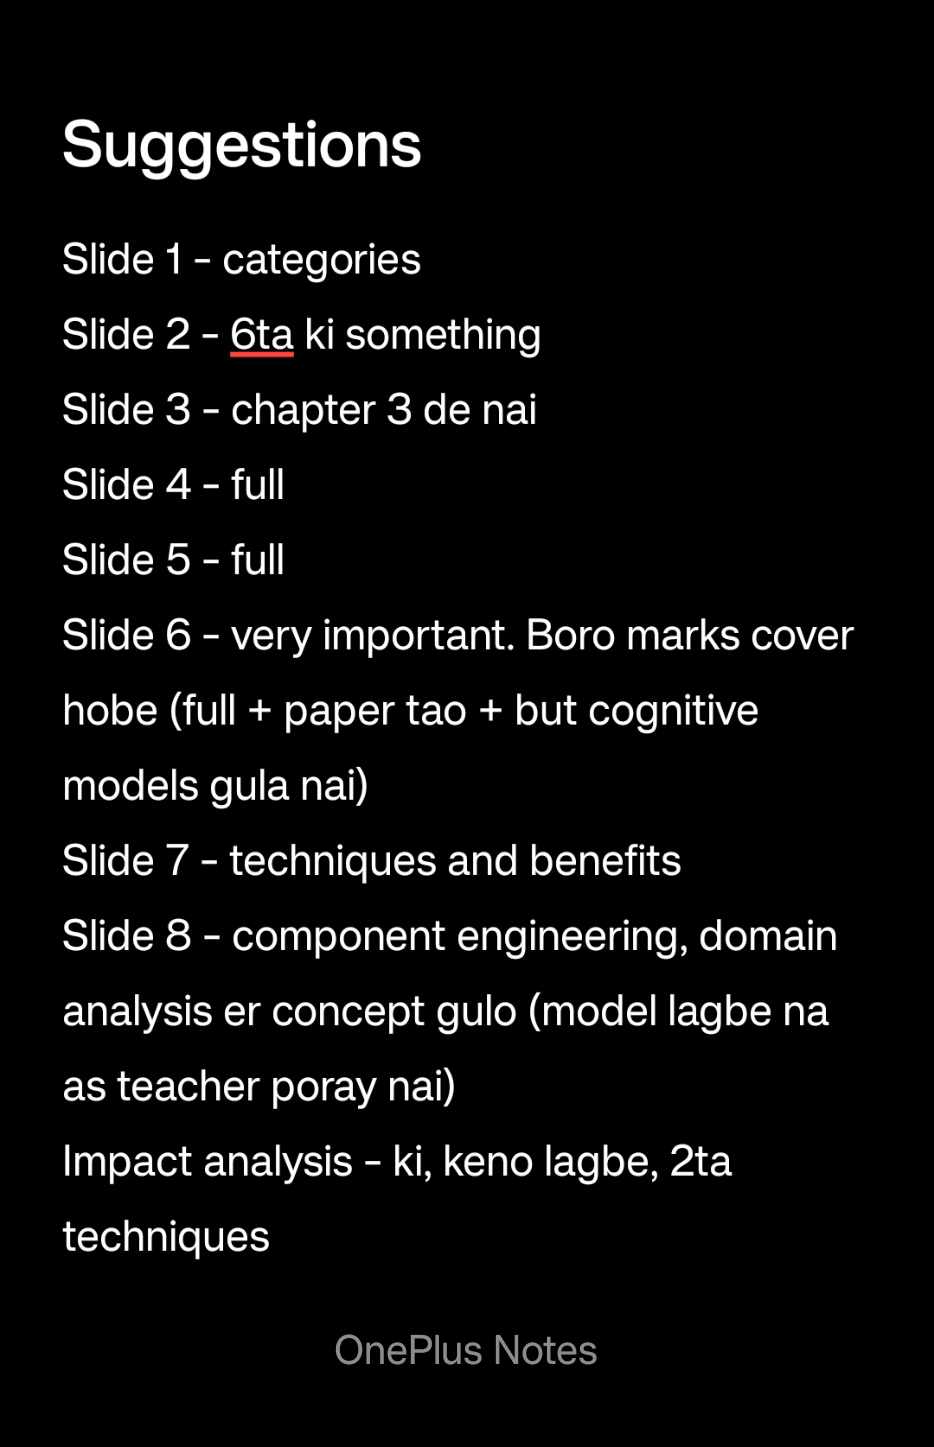 Suggestions
Slide 1 - categories
Slide 2 - 6ta ki something
Slide 3 - chapter 3 de nai
Slide 4 - full
Slide 5 - full
Slide 6 - very important. Boro marks cover
hobe (full + paper tao + but cognitive
models gula nai)
Slide 7 - techniques and benefits
Slide 8 - component engineering, domain
analysis er concept gulo (model lagbe na
as teacher poray nai)
Impact analysis - ki, keno lagbe, 2ta
techniques
OnePlus Notes